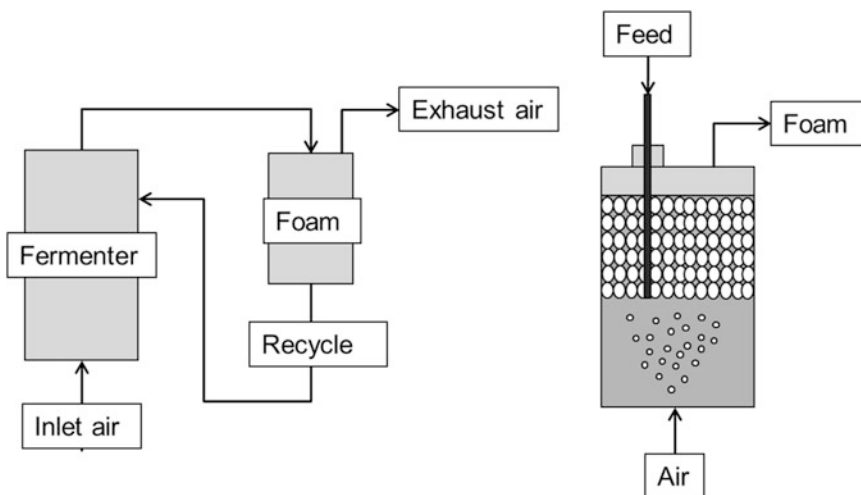 Exhaust air
Foam
Fermenter
Recycle
Inlet air
Feed
Foam
Air